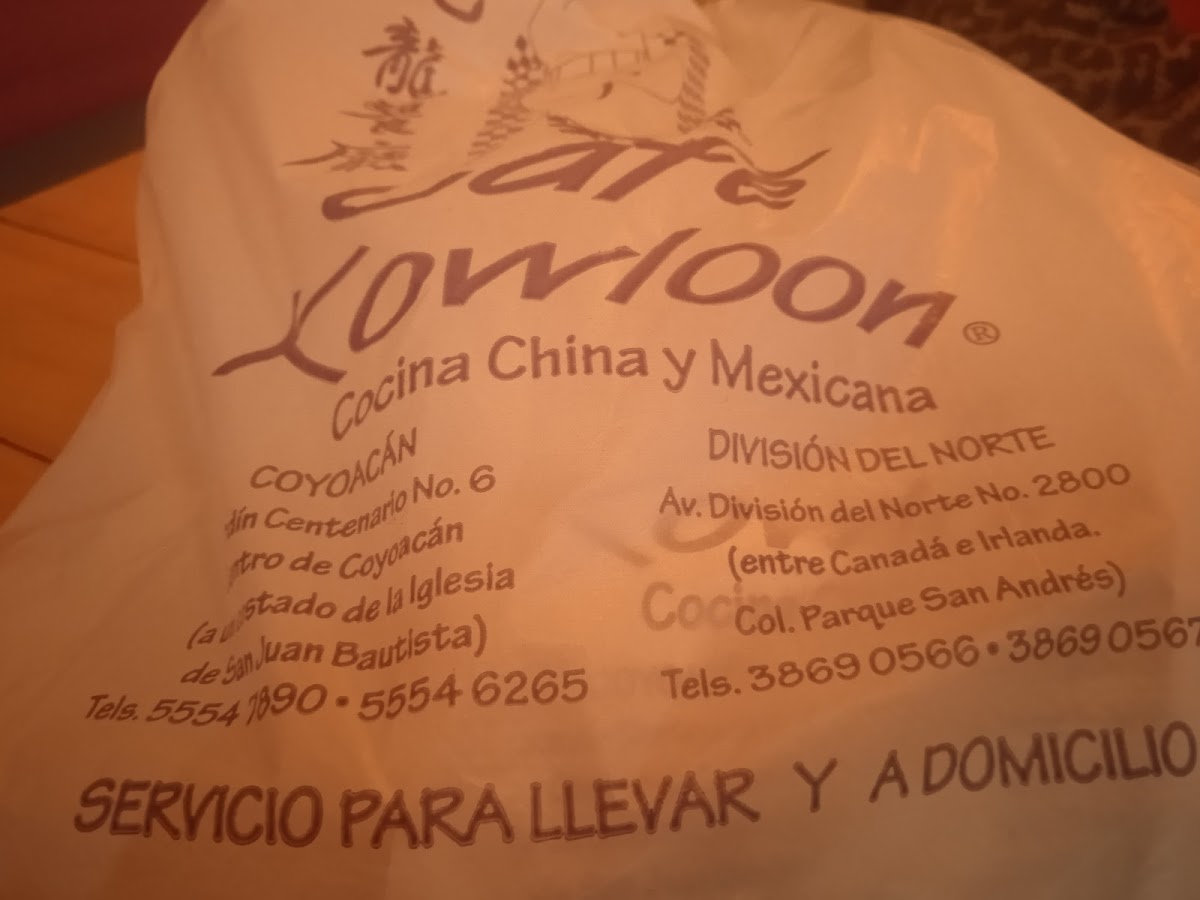 龍
Café
Kowloon ®
Cocina China y Mexicana
COYOACÁN
dín Centenario No. 6
ntro de Coyoacán
(a un stado de la Iglesia
de San Juan Bautista)
Tels. 5554 7890 • 5554 6265
DIVISIÓN DEL NORTE
Av. División del Norte No. 2800
(entre Canadá e Irlanda.
Col. Parque San Andrés)
Tels. 3869 0566 • 3869 0567
SERVICIO PARA LLEVAR Y A DOMICILIO